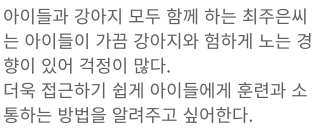 아이들과 강아지 모두 함께 하는 최주은씨
는 아이들이 가끔 강아지와 험하게 노는 경
향이 있어 걱정이 많다.
더욱 접근하기 쉽게 아이들에게 훈련과 소
통하는 방법을 알려주고 싶어한다.